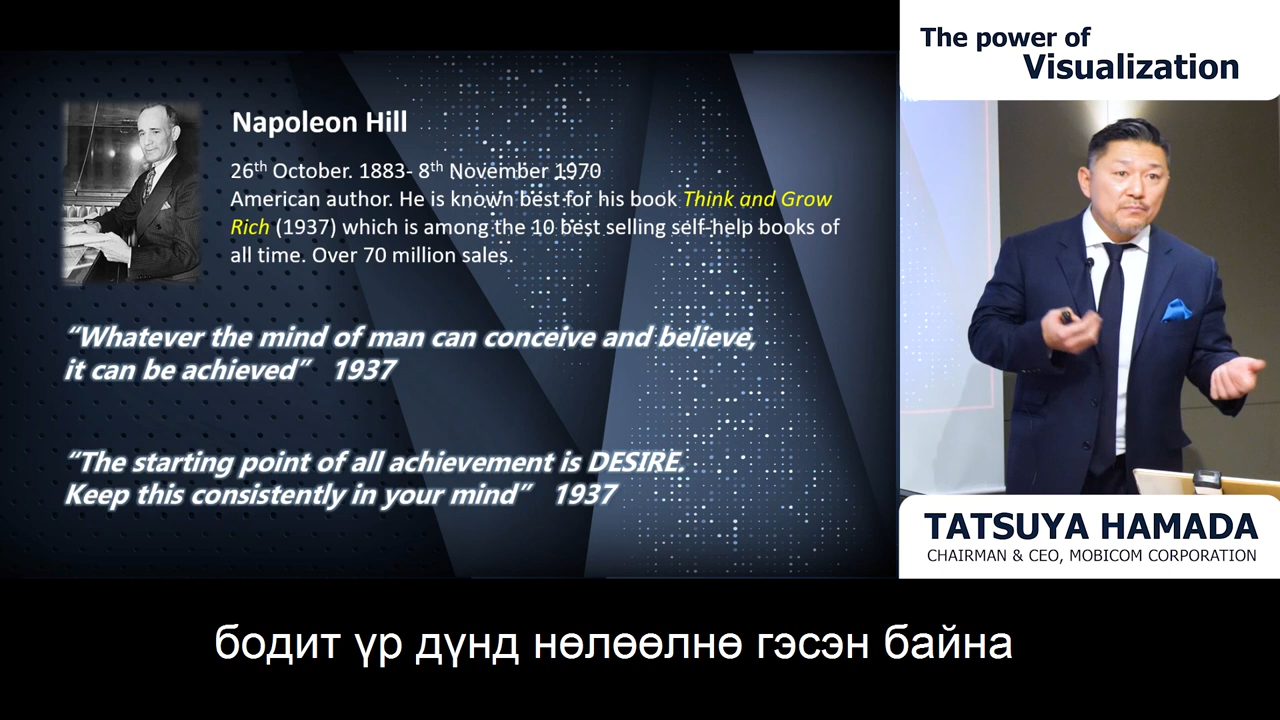 The power of
Visualization
Napoleon Hill
26th October. 1883- 8th November 1970
American author. He is known best for his book Think and Grow
Rich (1937) which is among the 10 best selling self-help books of
all time. Over 70 million sales.
“Whatever the mind of man can conceive and believe,
it can be achieved” 1937
“The starting point of all achievement is DESIRE.
Keep this consistently in your mind” 1937
TATSUYA HAMADA
CHAIRMAN & CEO, MOBICOM CORPORATION
бодит үр дүнд нөлөөлнө гэсэн байна